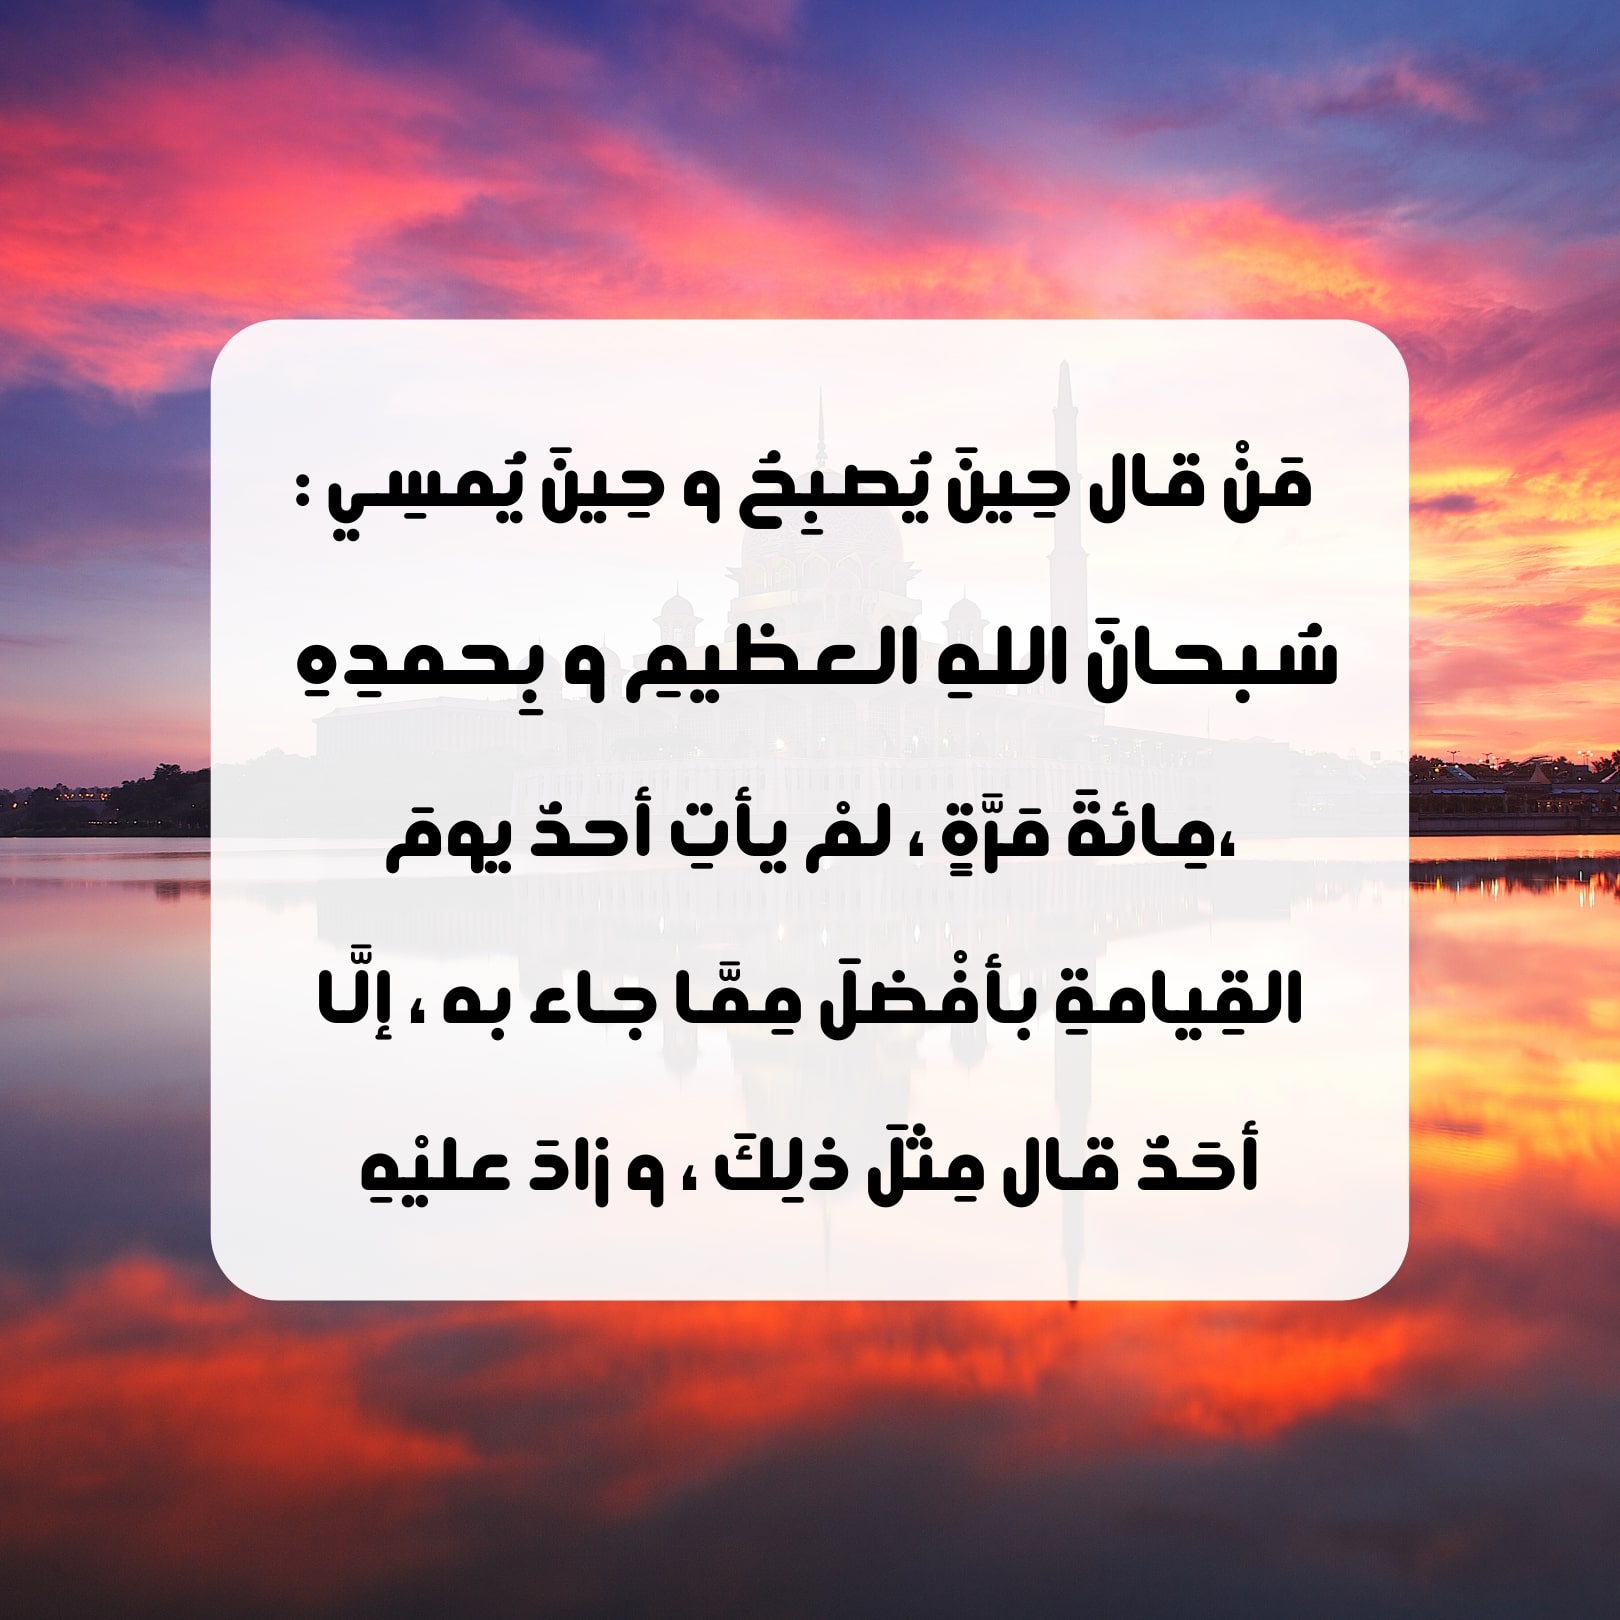 مَنْ قال حِينَ يُصبِحُ و حِينَ يُمسِي :
سُبحانَ اللهِ العظيمِ و بِحمدِهِ
،مِائةَ مَرَّةٍ ، لمْ يأتِ أحدٌ يومَ
القِيامةِ بأفْضلَ مِمَّا جاء به ، إلَّا
أحَدٌ قال مِثْلَ ذلِكَ ، و زادَ عليْهِ